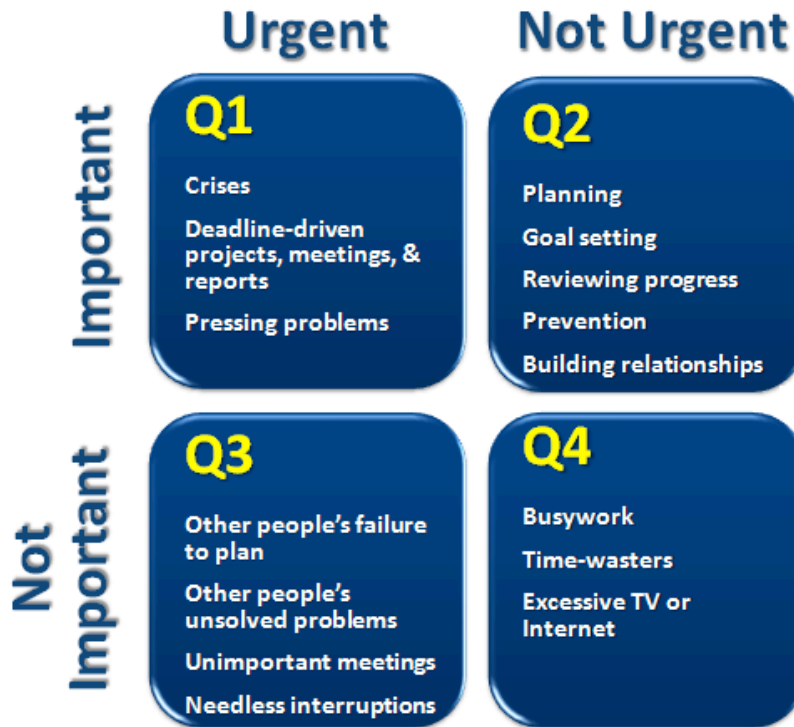 Urgent
Not Urgent
Important
Q1
Crises
Deadline-driven
projects, meetings, &
reports
Pressing problems
Q2
Planning
Goal setting
Reviewing progress
Prevention
Building relationships
Not
Important
Q3
Other people’s failure
to plan
Other people’s
unsolved problems
Unimportant meetings
Needless interruptions
Q4
Busywork
Time-wasters
Excessive TV or
Internet